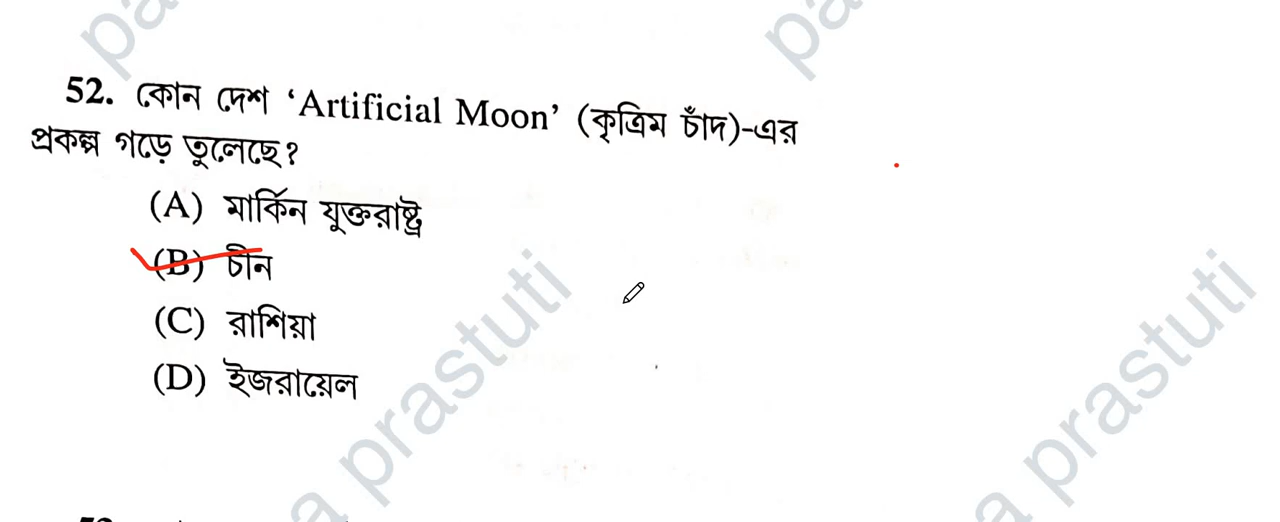 52. কোন দেশ ‘Artificial Moon’ (কৃত্রিম চাঁদ)-এর
প্রকল্প গড়ে তুলেছে?
(A) মার্কিন যুক্তরাষ্ট্র
(B) চীন
(C) রাশিয়া
(D) ইজরায়েল
prastuti
prastuti